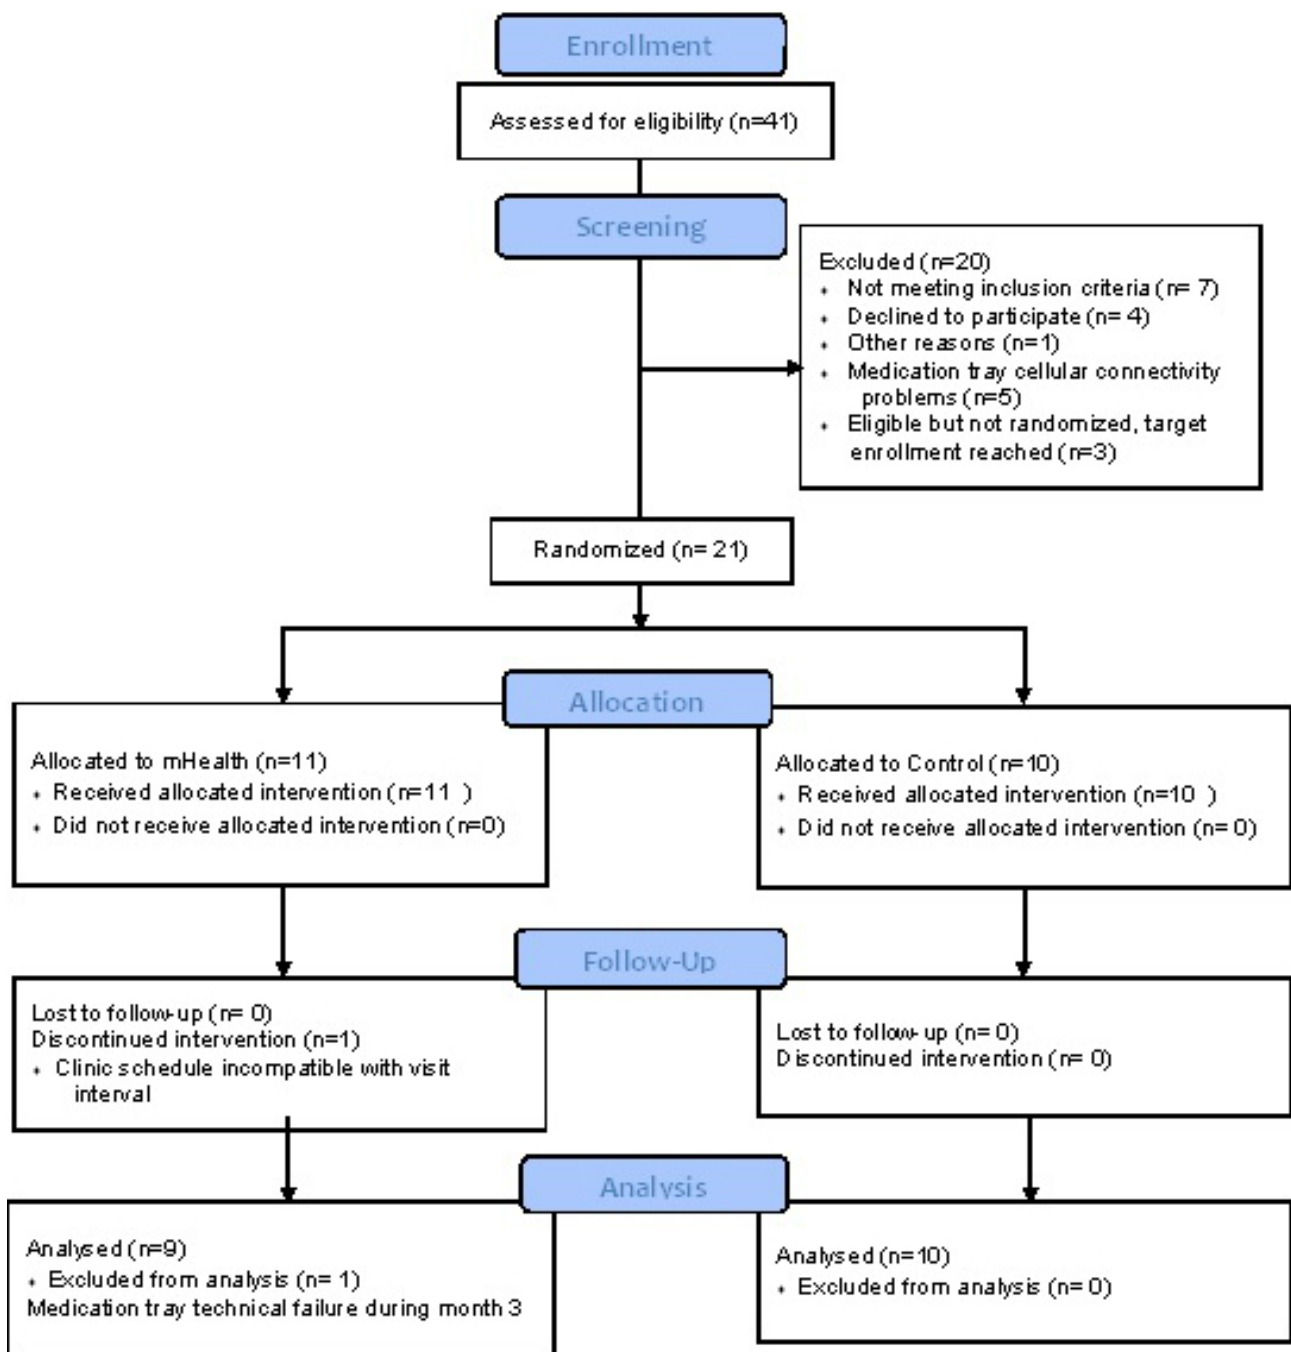 Enrollment
Assessed for eligibility (n=41)
Screening
Excluded (n=20)
⬧ Not meeting inclusion criteria (n= 7)
⬧ Declined to participate (n= 4)
⬧ Other reasons (n=1)
⬧ Medication tray cellular connectivity
problems (n=5)
⬧ Eligible but not randomized, target
enrollment reached (n=3)
Randomized (n= 21)
Allocation
Allocated to mHealth (n=11)
⬧ Received allocated intervention (n=11 )
⬧ Did not receive allocated intervention (n=0)
Allocated to Control (n=10)
⬧ Received allocated intervention (n=10 )
⬧ Did not receive allocated intervention (n= 0)
Follow-Up
Lost to follow-up (n= 0)
Discontinued intervention (n=1)
⬧ Clinic schedule incompatible with visit
interval
Lost to follow-up (n= 0)
Discontinued intervention (n= 0)
Analysis
Analysed (n=9)
⬧ Excluded from analysis (n= 1)
Medication tray technical failure during month 3
Analysed (n=10)
⬧ Excluded from analysis (n= 0)